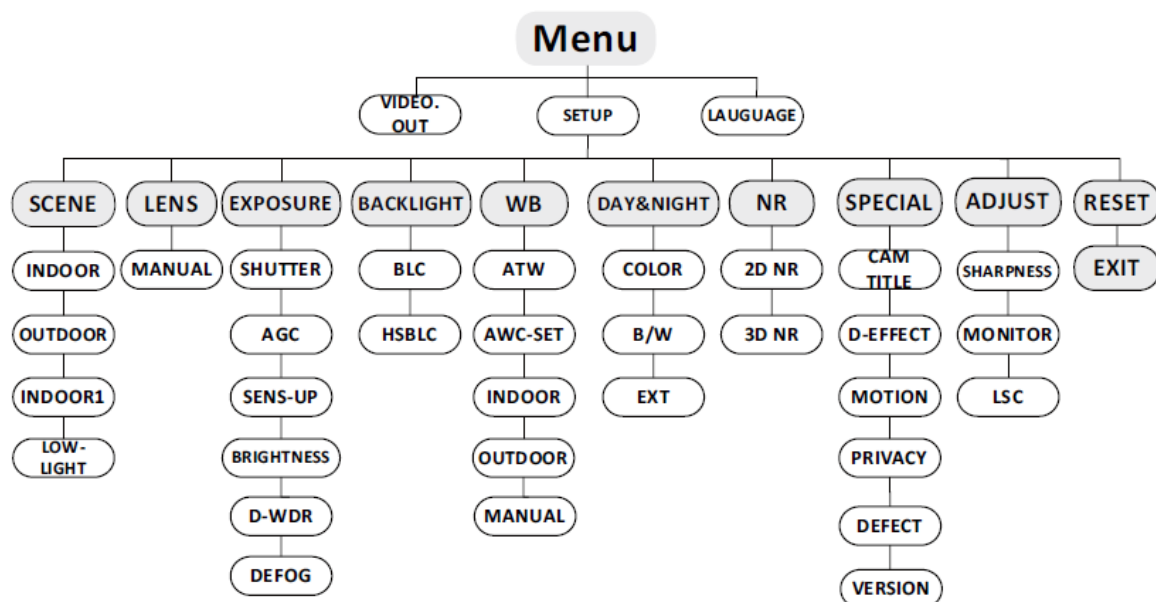 Menu
VIDEO.
OUT
SETUP
LAUGUAGE
SCENE
LENS
EXPOSURE
BACKLIGHT
WB
DAY&NIGHT
NR
SPECIAL
ADJUST
RESET
INDOOR
MANUAL
SHUTTER
BLC
ATW
COLOR
2D NR
CAM
TITLE
SHARPNESS
EXIT
OUTDOOR
AGC
HSBLC
AWC-SET
B/W
3D NR
D-EFFECT
MONITOR
INDOOR1
SENS-UP
INDOOR
EXT
MOTION
LSC
LOW-
LIGHT
BRIGHTNESS
OUTDOOR
PRIVACY
D-WDR
MANUAL
DEFECT
DEFOG
VERSION